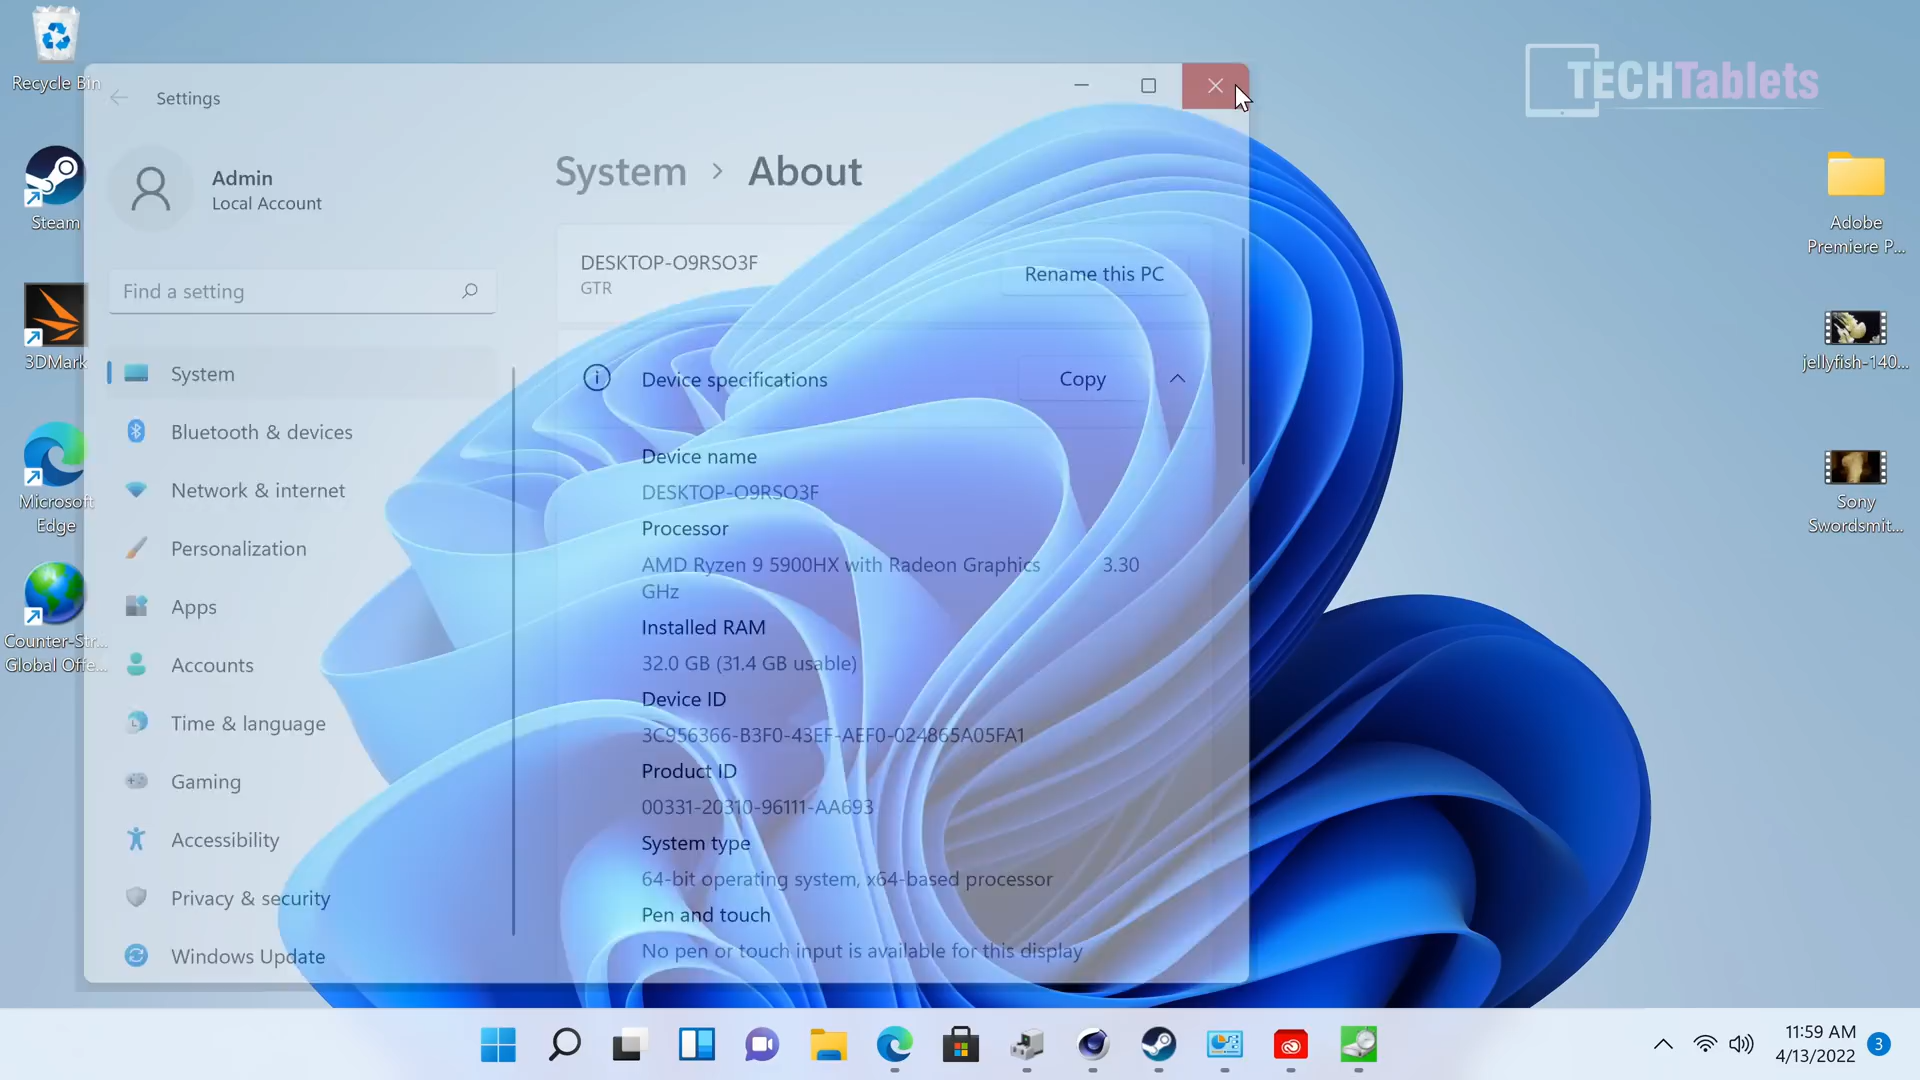 Recycle Bin
Steam
3DMark
Microsoft
Edge
Counter-Str...
Global Offe...
Settings
Admin
Local Account
Find a setting
System
Bluetooth & devices
Network & internet
Personalization
Apps
Accounts
Time & language
Gaming
Accessibility
Privacy & security
Windows Update
System > About
DESKTOP-O9RSO3F
GTR
Rename this PC
Device specifications
Copy
Device name
DESKTOP-O9RSO3F
Processor
AMD Ryzen 9 5900HX with Radeon Graphics 3.30
GHz
Installed RAM
32.0 GB (31.4 GB usable)
Device ID
3C956366-B3F0-43EF-AEF0-024865A05FA1
Product ID
00331-20310-96111-AA693
System type
64-bit operating system, x64-based processor
Pen and touch
No pen or touch input is available for this display
TECHTablets
Adobe
Premiere P...
jellyfish-140...
Sony
Swordsmit...
11:59 AM
4/13/2022
3